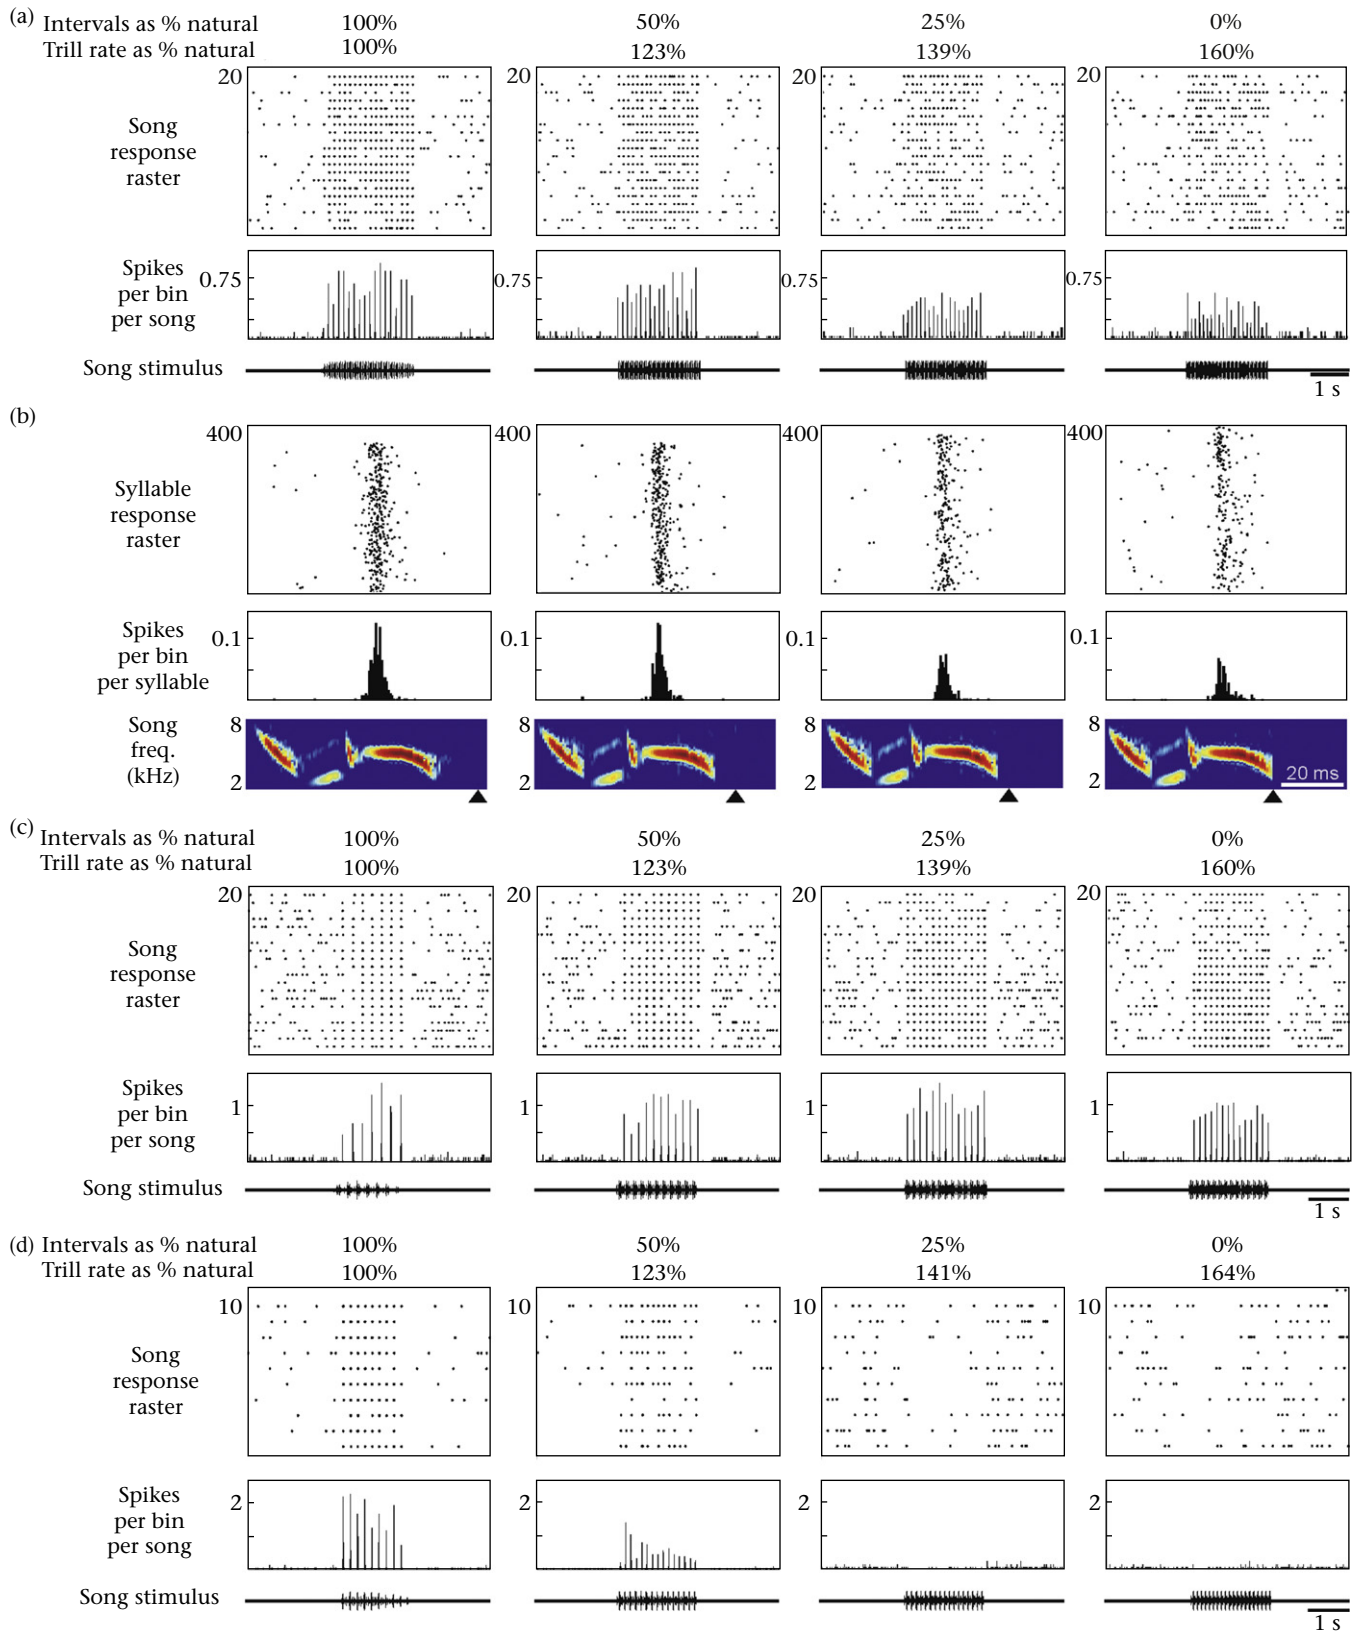 (a)
Intervals as % natural 100% 50% 25% 0%
Trill rate as % natural 100% 123% 139% 160%
20 20 20 20
Song
response
raster
Spikes
per bin
per song
0.75 0.75 0.75 0.75
Song stimulus
1 s
(b)
400 400 400 400
Syllable
response
raster
Spikes
per bin
per syllable
0.1 0.1 0.1 0.1
Song
freq.
(kHz)
8 8 8 8
2 2 2 2
20 ms
(c)
Intervals as % natural 100% 50% 25% 0%
Trill rate as % natural 100% 123% 139% 160%
20 20 20 20
Song
response
raster
Spikes
per bin
per song
1 1 1 1
Song stimulus
1 s
(d)
Intervals as % natural 100% 50% 25% 0%
Trill rate as % natural 100% 123% 141% 164%
10 10 10 10
Song
response
raster
Spikes
per bin
per song
2 2 2 2
Song stimulus
1 s